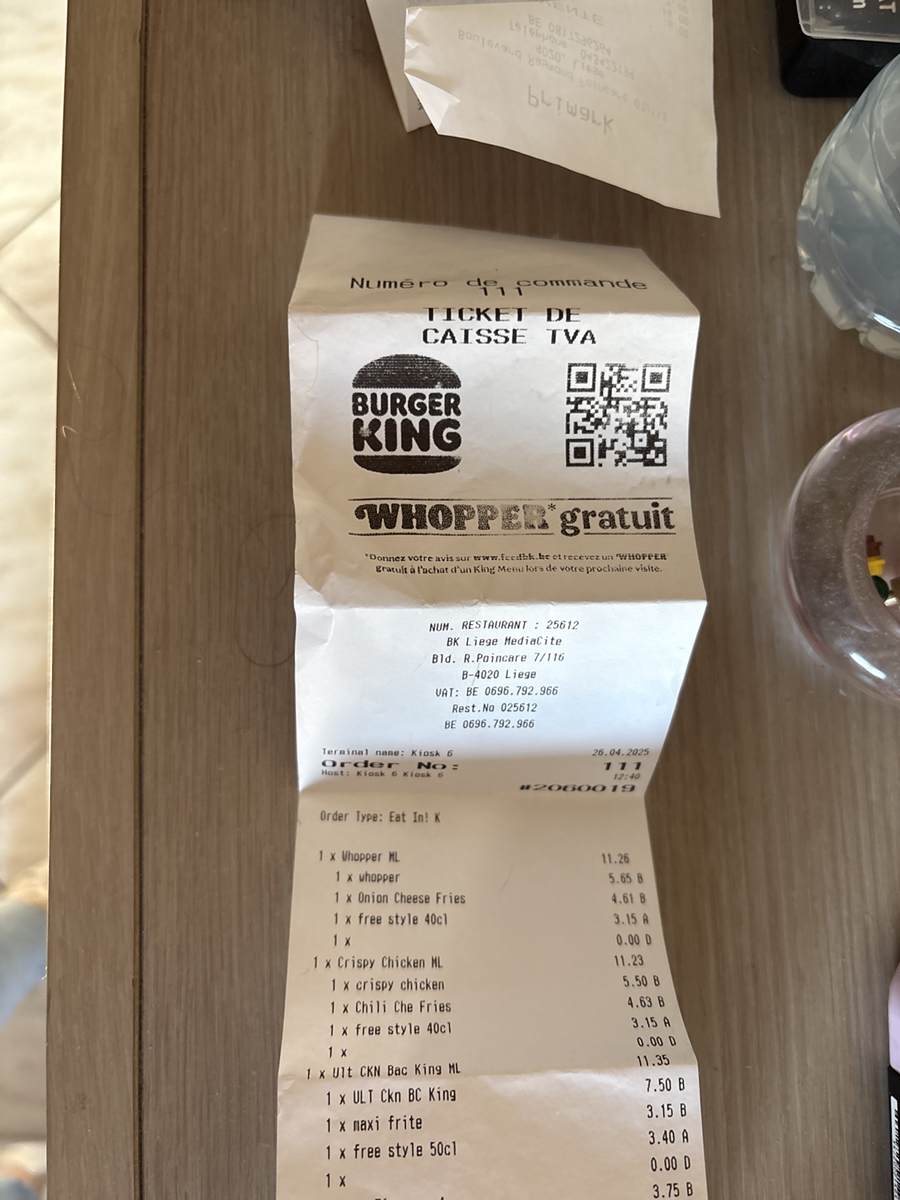 Primark
Boulevard Raymond Poincare
4020, Liege
BE 0817296264
Numéro de commande
111
TICKET DE
CAISSE TVA
BURGER
KING
WHOPPER* gratuit
*Donnez votre avis sur www.feedbk.be et recevez un WHOPPER
gratuit à l'achat d'un King Menu lors de votre prochaine visite.
NUM. RESTAURANT : 25612
BK Liege MediaCite
Bld. R.Poincare 7/116
B-4020 Liege
VAT: BE 0696.792.966
Rest.No 025612
BE 0696.792.966
Terminal name: Kiosk 6 26.04.2025
Order No: 111
Host: Kiosk 6 Kiosk 6 12:40
#2060019
Order Type: Eat In! K
1 x Whopper ML 11.26
1 x whopper 5.65 B
1 x Onion Cheese Fries 4.61 B
1 x free style 40cl 3.15 A
1 x 0.00 D
1 x Crispy Chicken ML 11.23
1 x crispy chicken 5.50 B
1 x Chili Che Fries 4.63 B
1 x free style 40cl 3.15 A
1 x 0.00 D
1 x Ult CKN Bac King ML 11.35
1 x ULT Ckn BC King 7.50 B
1 x maxi frite 3.15 B
1 x free style 50cl 3.40 A
1 x 0.00 D
3.75 B